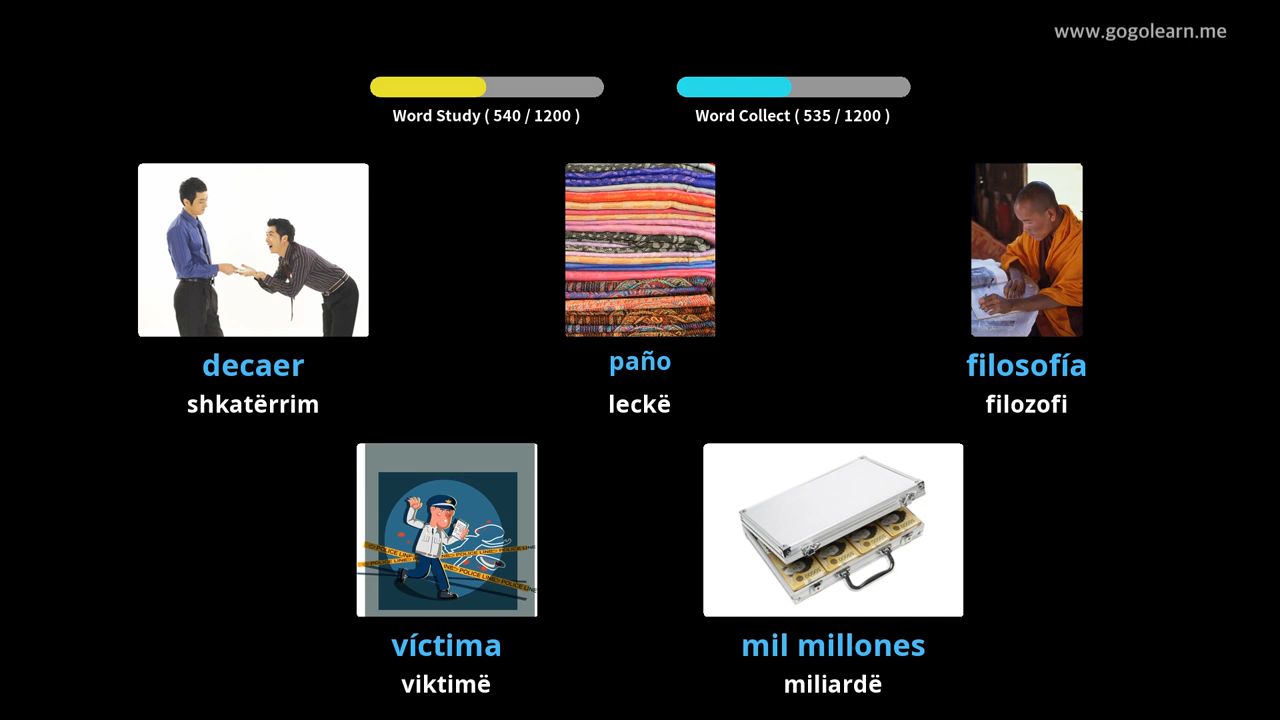 www.gogolearn.me
Word Study ( 540 / 1200 )
Word Collect ( 535 / 1200 )
decaer
shkatërrim
paño
leckë
filosofía
filozofi
víctima
viktimë
mil millones
miliardë